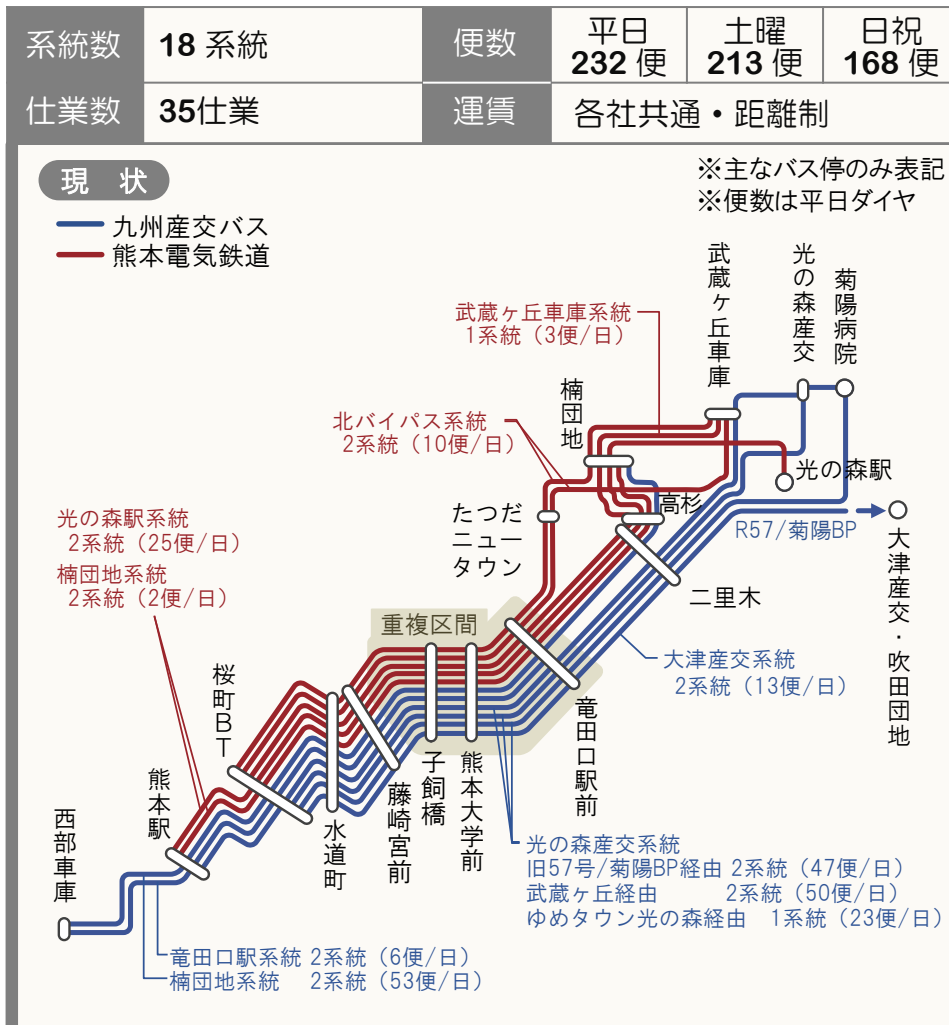 系統数 18 系統 便数 平日 232 便 土曜 213 便 日祝 168 便
仕業数 35仕業 運賃 各社共通・距離制
現 状
※主なバス停のみ表記
※便数は平日ダイヤ
九州産交バス
熊本電気鉄道
武蔵ヶ丘車庫
光の森産交
菊陽病院
武蔵ヶ丘車庫系統
1系統（3便/日）
楠団地
北バイパス系統
2系統（10便/日）
光の森駅
高杉
たつだ
ニュー
タウン
R57/菊陽BP
大津産交・吹田団地
光の森駅系統
2系統（25便/日）
楠団地系統
2系統（2便/日）
二里木
重複区間
大津産交系統
2系統（13便/日）
桜町BT
竜田口駅前
熊本駅
水道町
藤崎宮前
子飼橋
熊本大学前
西部車庫
光の森産交系統
旧57号/菊陽BP経由 2系統（47便/日）
武蔵ヶ丘経由 2系統（50便/日）
ゆめタウン光の森経由 1系統（23便/日）
竜田口駅系統 2系統（6便/日）
楠団地系統 2系統（53便/日）